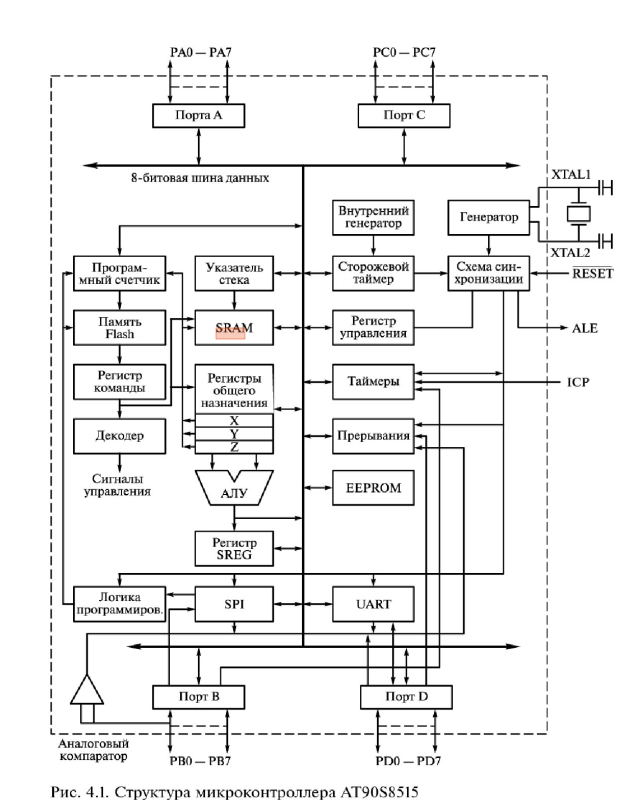 PA0 — PA7
PC0 — PC7
Порта A
Порт C
8-битовая шина данных
XTAL1
Внутренний
генератор
Генератор
XTAL2
Програм-
мный счетчик
Указатель
стека
Сторожевой
таймер
Схема син-
хронизации
RESET
Память
Flash
SRAM
Регистр
управления
ALE
Регистр
команды
Регистры
общего
назначения
Таймеры
ICP
X
Декодер
Y
Прерывания
Z
Сигналы
управления
АЛУ
EEPROM
Регистр
SREG
Логика
программиров.
SPI
UART
Порт B
Порт D
Аналоговый
компаратор
PB0 — PB7
PD0 — PD7
Рис. 4.1. Структура микроконтроллера AT90S8515